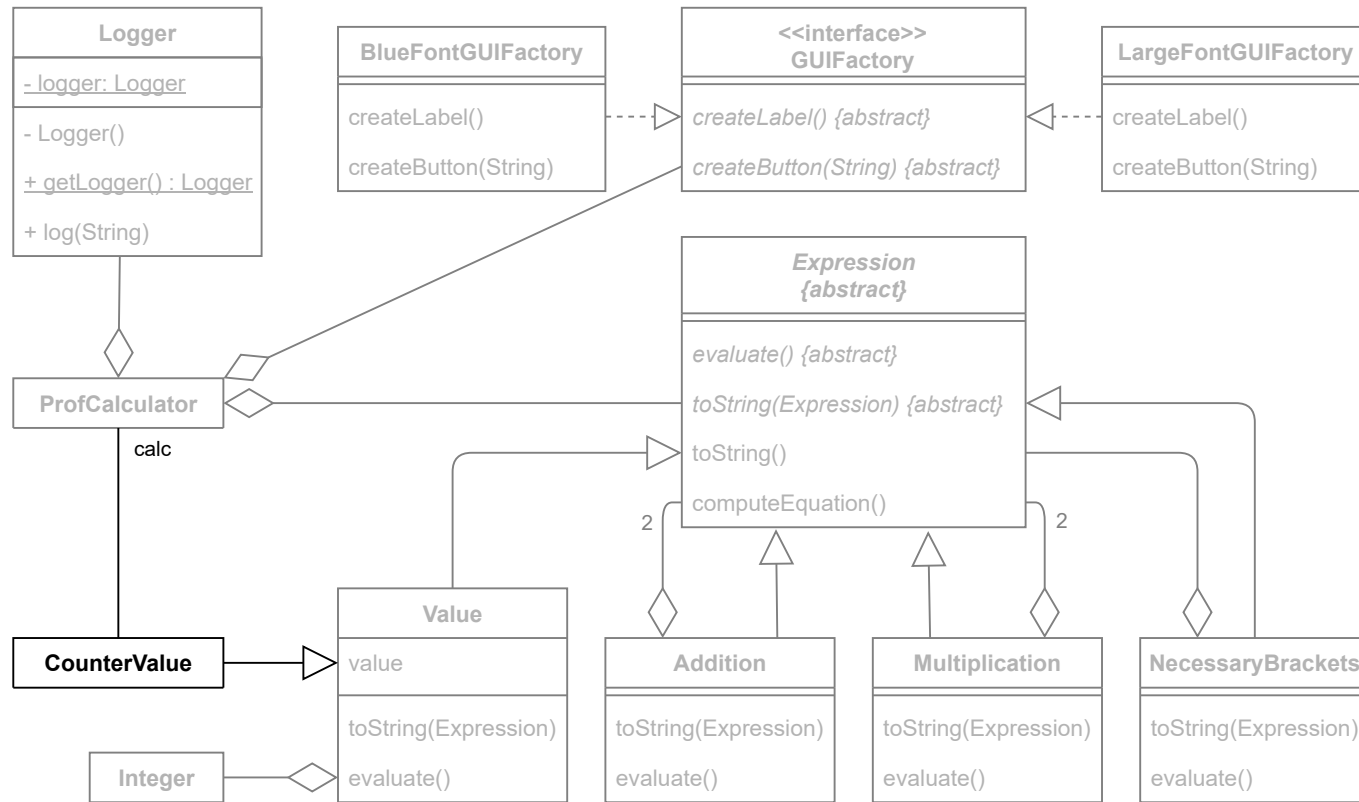 Logger
- logger: Logger
- Logger()
+ getLogger() : Logger
+ log(String)
BlueFontGUIFactory
createLabel()
createButton(String)
<<interface>>
GUIFactory
createLabel() {abstract}
createButton(String) {abstract}
LargeFontGUIFactory
createLabel()
createButton(String)
Expression
{abstract}
evaluate() {abstract}
toString(Expression) {abstract}
toString()
computeEquation()
ProfCalculator
calc
2
2
CounterValue
Value
value
toString(Expression)
evaluate()
Integer
Addition
toString(Expression)
evaluate()
Multiplication
toString(Expression)
evaluate()
NecessaryBrackets
toString(Expression)
evaluate()